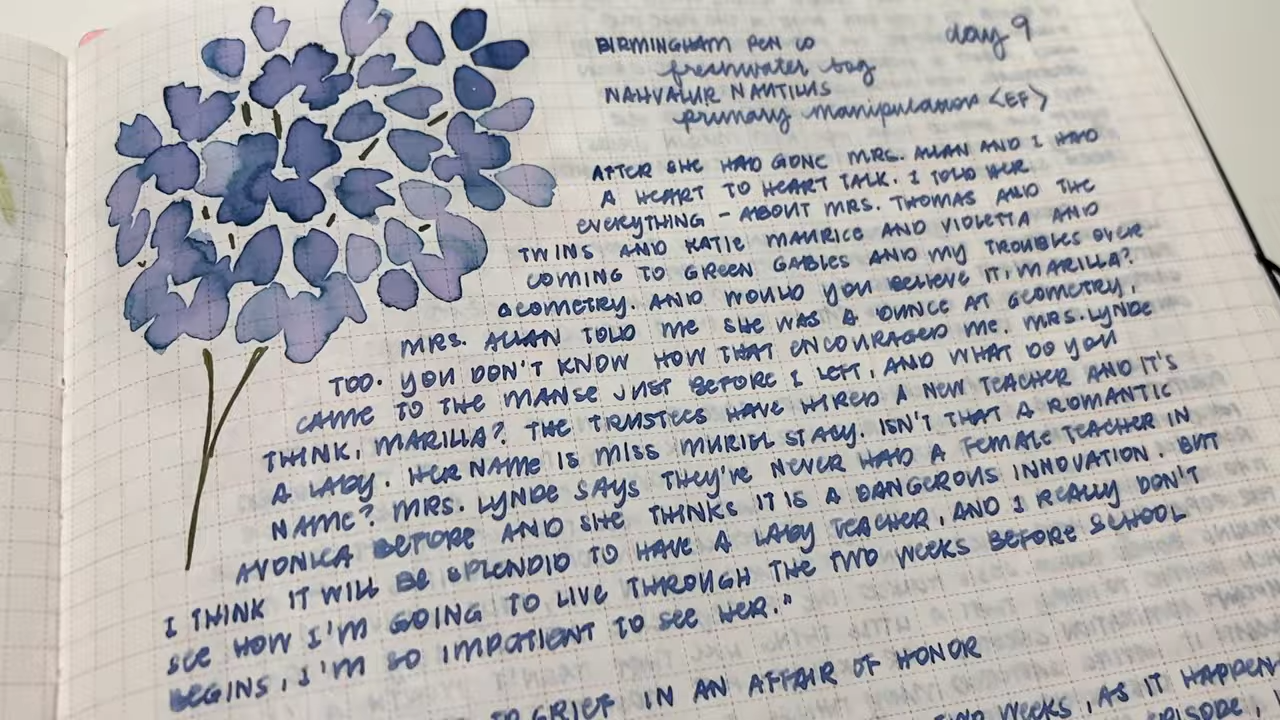 BIRMINGHAM PEN CO
day 9
freshwater bog
NAHVALUR NAUTILUS
primary manipulation <EF>
AFTER SHE HAD GONE MRS. ALLAN AND I HAD
A HEART TO HEART TALK. I TOLD HER
EVERYTHING – ABOUT MRS. THOMAS AND THE
TWINS AND KATIE MAURICE AND VIOLETTA AND
COMING TO GREEN GABLES AND MY TROUBLES OVER
GEOMETRY. AND WOULD YOU BELIEVE IT, MARILLA?
MRS. ALLAN TOLD ME SHE WAS A DUNCE AT GEOMETRY,
TOO. YOU DON'T KNOW HOW THAT ENCOURAGED ME. MRS. LYNDE
CAME TO THE MANSE JUST BEFORE I LEFT, AND WHAT DO YOU
THINK, MARILLA? THE TRUSTEES HAVE HIRED A NEW TEACHER AND IT'S
A LADY. HER NAME IS MISS MURIEL STACY. ISN'T THAT A ROMANTIC
NAME? MRS. LYNDE SAYS THEY'RE NEVER HAD A FEMALE TEACHER IN
AVONLEA BEFORE AND SHE THINKS IT IS A DANGEROUS INNOVATION. BUT
I THINK IT WILL BE SPLENDID TO HAVE A LADY TEACHER, AND I REALLY DON'T
SEE HOW I'M GOING TO LIVE THROUGH THE TWO WEEKS BEFORE SCHOOL
BEGINS, I'M SO IMPATIENT TO SEE HER."
TO GRIEF IN AN AFFAIR OF HONOR
TWO WEEKS, AS IT HAPPEN
EPISODE,